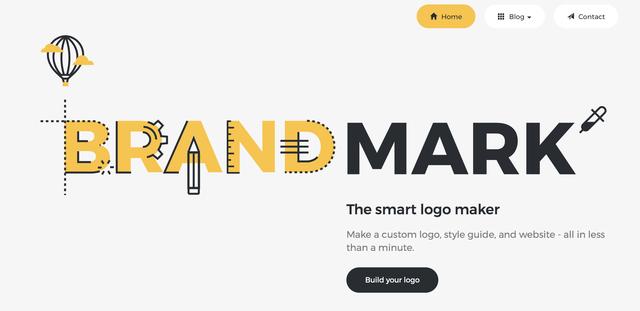 Home
Blog
Contact
BRANDMARK
The smart logo maker
Make a custom logo, style guide, and website - all in less
than a minute.
Build your logo